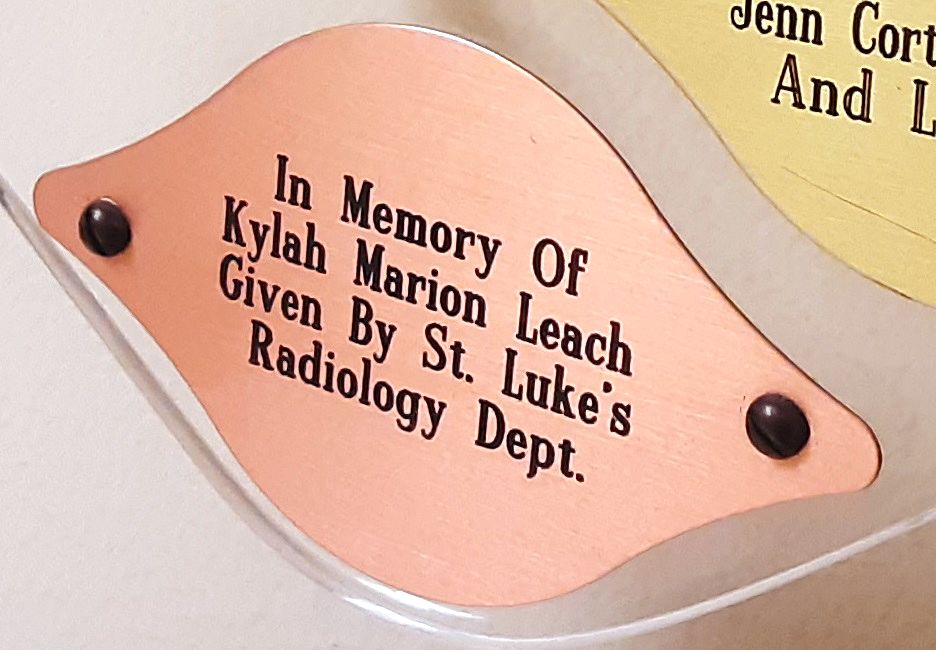 In Memory Of
Kylah Marion Leach
Given By St. Luke's
Radiology Dept.
Jenn Cort
And L